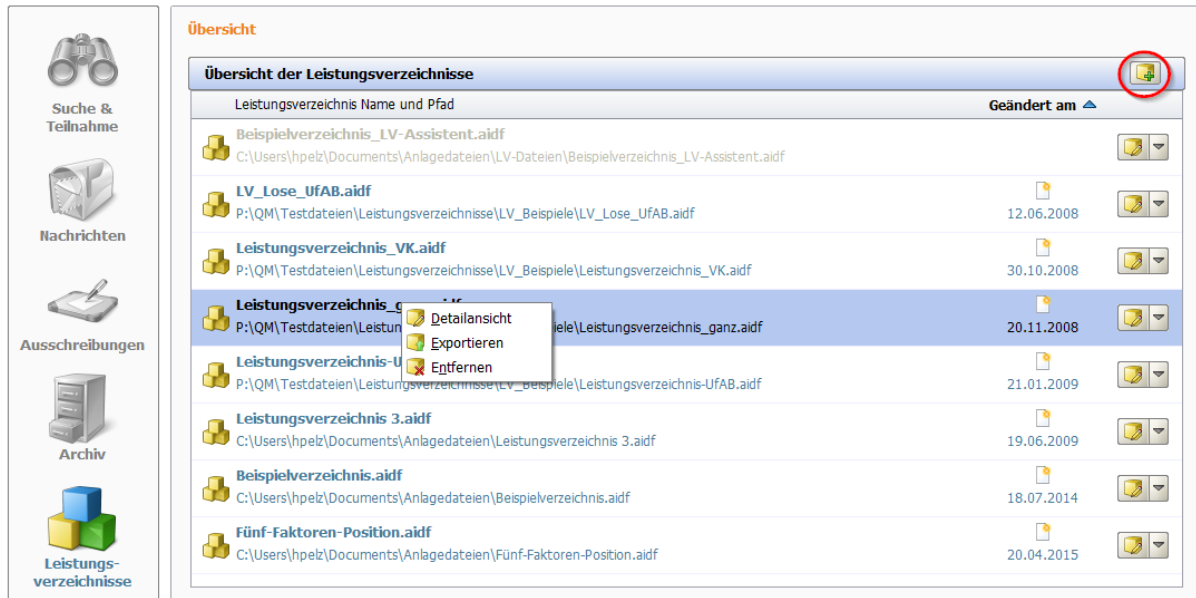 Suche &
Teilnahme
Nachrichten
Ausschreibungen
Archiv
Leistungs-
verzeichnisse
Übersicht
Übersicht der Leistungsverzeichnisse
Leistungsverzeichnis Name und Pfad Geändert am
Beispielverzeichnis_LV-Assistent.aidf
C:\Users\hpelz\Documents\Anlagedateien\LV-Dateien\Beispielverzeichnis_LV-Assistent.aidf
LV_Lose_UfAB.aidf
P:\QM\Testdateien\Leistungsverzeichnisse\LV_Beispiele\LV_Lose_UfAB.aidf 12.06.2008
Leistungsverzeichnis_VK.aidf
P:\QM\Testdateien\Leistungsverzeichnisse\LV_Beispiele\Leistungsverzeichnis_VK.aidf 30.10.2008
Leistungsverzeichnis_g
P:\QM\Testdateien\Leistun iele\Leistungsverzeichnis_ganz.aidf 20.11.2008
Detailansicht
Exportieren
Entfernen
Leistungsverzeichnis-U
P:\QM\Testdateien\Leistungsverzeichnisse\LV_Beispiele\Leistungsverzeichnis-UfAB.aidf 21.01.2009
Leistungsverzeichnis 3.aidf
C:\Users\hpelz\Documents\Anlagedateien\Leistungsverzeichnis 3.aidf 19.06.2009
Beispielverzeichnis.aidf
C:\Users\hpelz\Documents\Anlagedateien\Beispielverzeichnis.aidf 18.07.2014
Fünf-Faktoren-Position.aidf
C:\Users\hpelz\Documents\Anlagedateien\Fünf-Faktoren-Position.aidf 20.04.2015